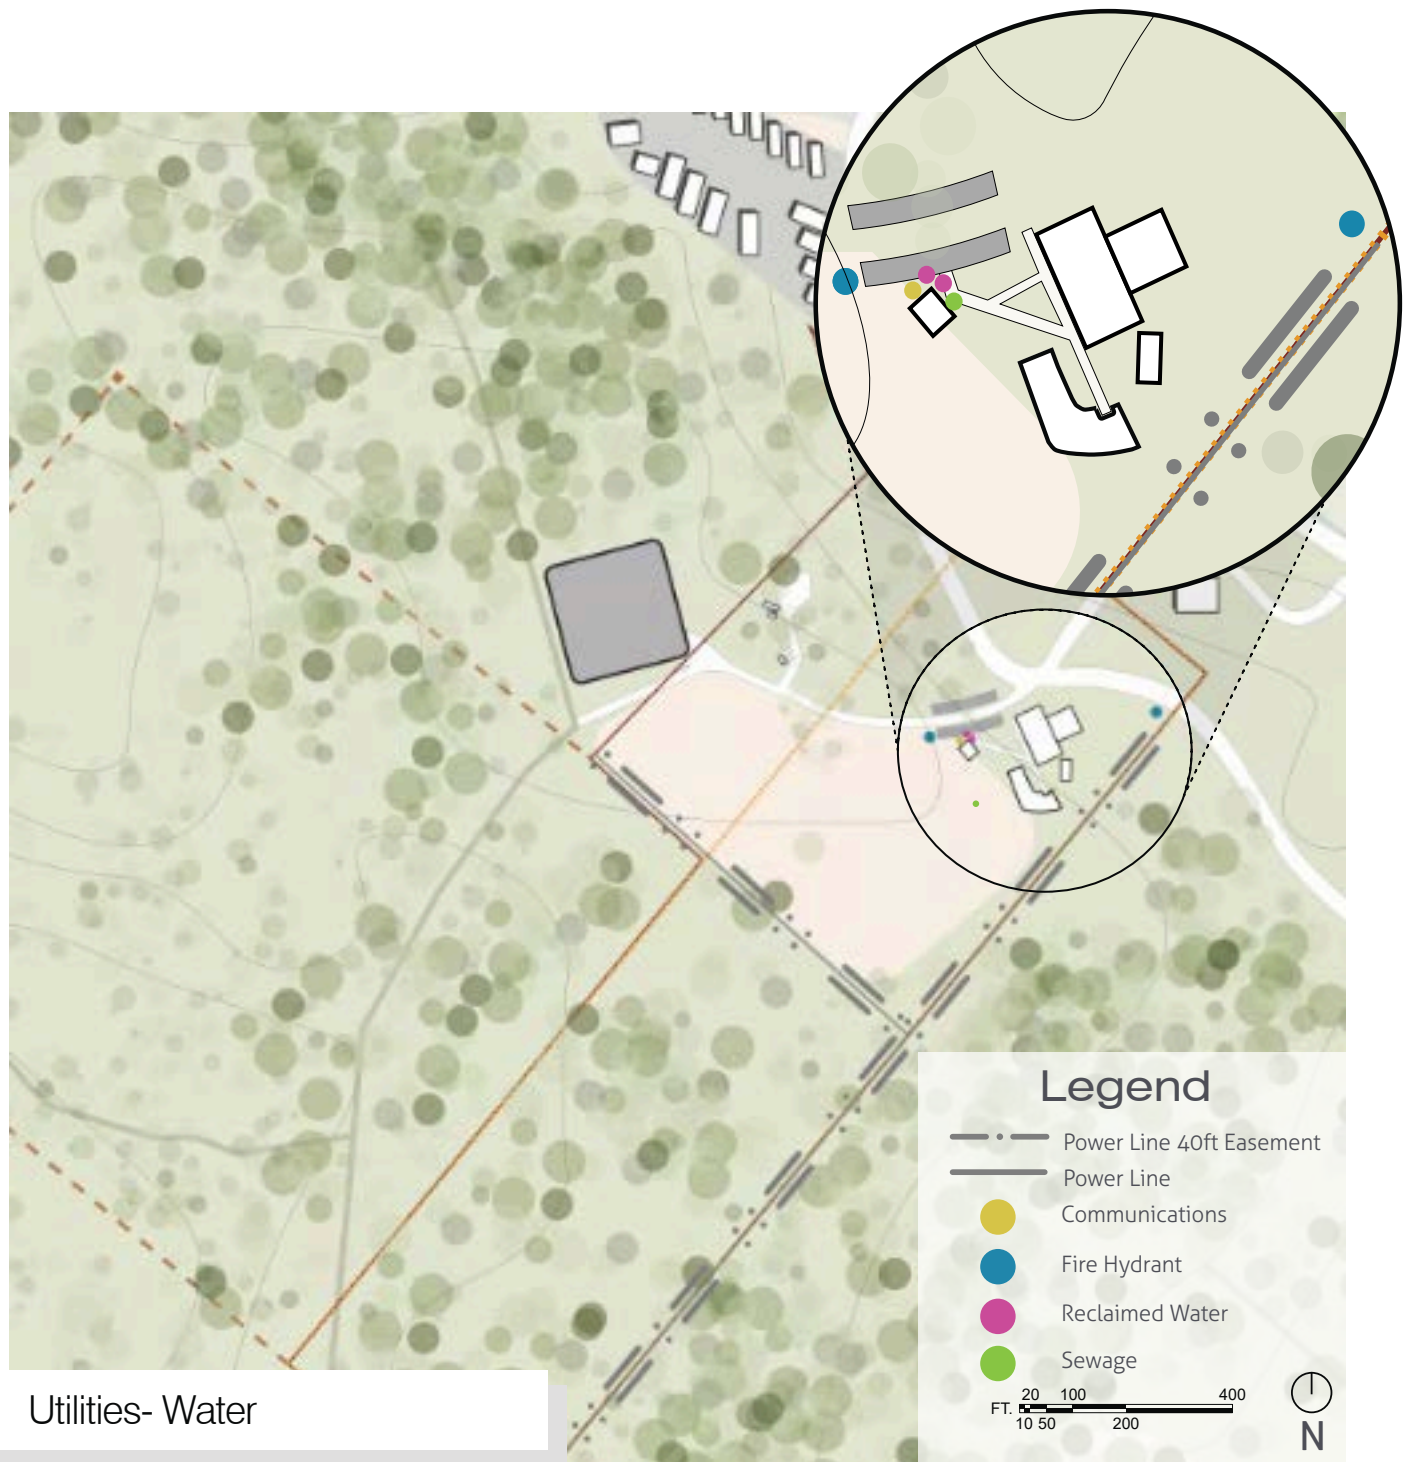 Legend
Power Line 40ft Easement
Power Line
Communications
Fire Hydrant
Reclaimed Water
Sewage
20 100 400
FT.
10 50 200
N
Utilities- Water